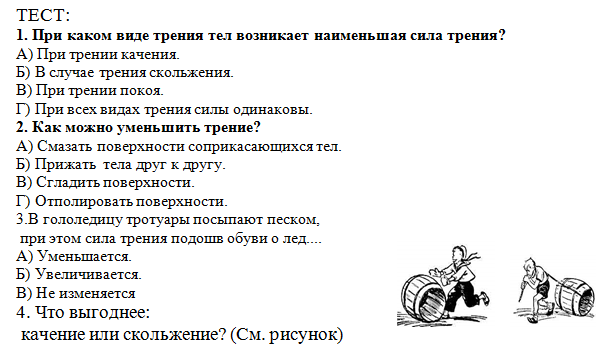 ТЕСТ:
1. При каком виде трения тел возникает наименьшая сила трения?
А) При трении качения.
Б) В случае трения скольжения.
В) При трении покоя.
Г) При всех видах трения силы одинаковы.
2. Как можно уменьшить трение?
А) Смазать поверхности соприкасающихся тел.
Б) Прижать тела друг к другу.
В) Сгладить поверхности.
Г) Отполировать поверхности.
3.В гололедицу тротуары посыпают песком,
при этом сила трения подошв обуви о лед....
А) Уменьшается.
Б) Увеличивается.
В) Не изменяется
4. Что выгоднее:
качение или скольжение? (См. рисунок)